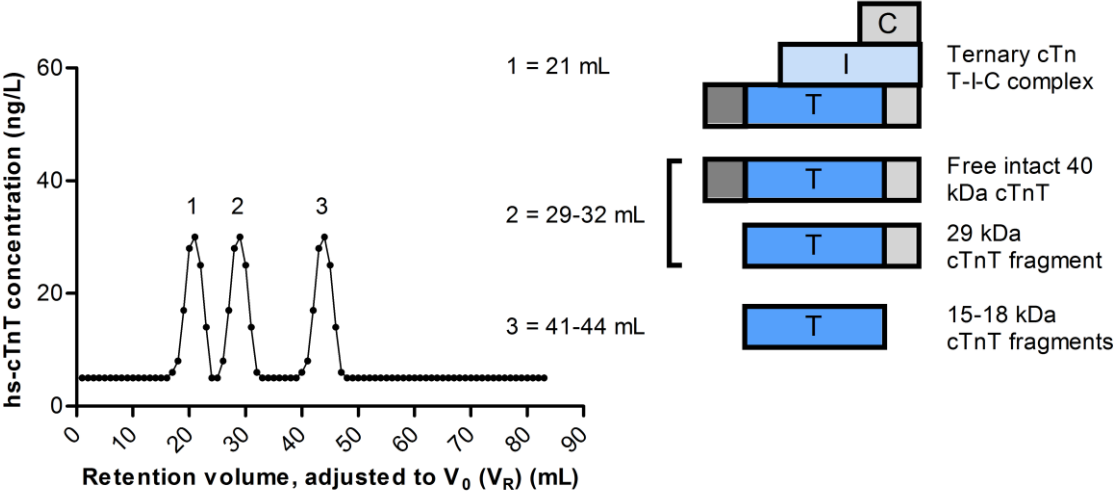 hs-cTnT concentration (ng/L)
60
40
20
0
1 2 3
0 10 20 30 40 50 60 70 80 90
Retention volume, adjusted to V₀ (V_R) (mL)
1 = 21 mL
C
I
T
Ternary cTn
T-I-C complex
2 = 29-32 mL
T
Free intact 40
kDa cTnT
T
29 kDa
cTnT fragment
3 = 41-44 mL
T
15-18 kDa
cTnT fragments